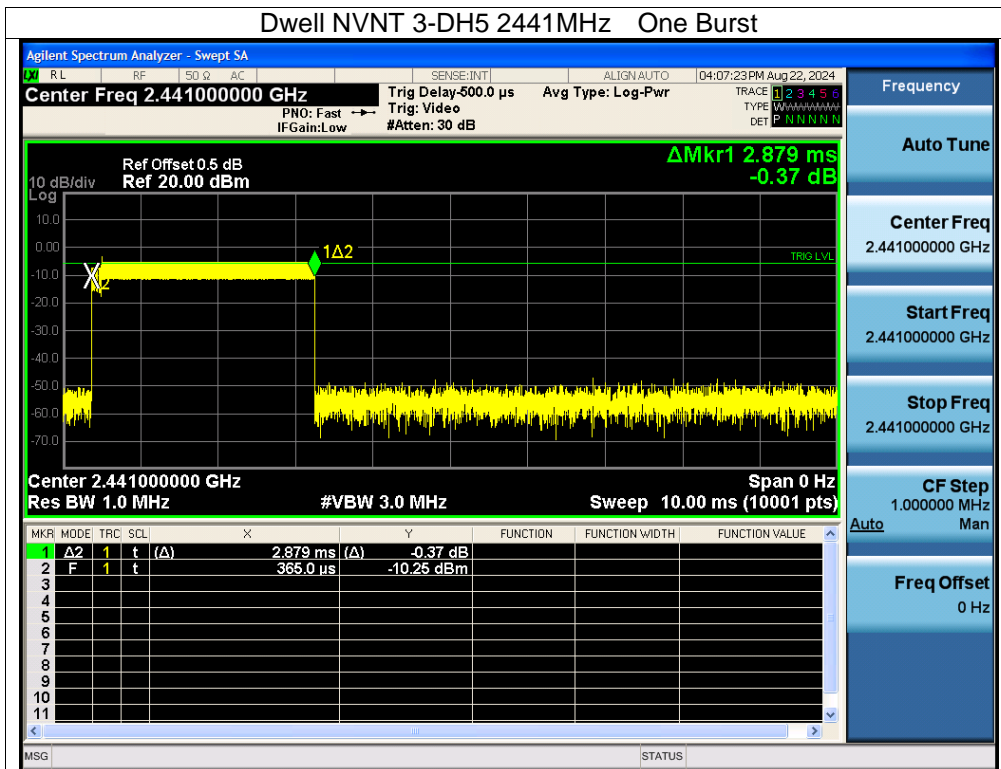 Dwell NVNT 3-DH5 2441MHz One Burst
Agilent Spectrum Analyzer - Swept SA
LXI RL RF 50 Ω AC SENSE:INT ALIGN AUTO 04:07:23 PM Aug 22, 2024
Center Freq 2.441000000 GHz
PNO: Fast
IFGain:Low
Trig Delay-500.0 µs
Trig: Video
#Atten: 30 dB
Avg Type: Log-Pwr
TRACE 1 2 3 4 5 6
TYPE WWWWWW
DET P N N N N N
Frequency
Auto Tune
Center Freq
2.441000000 GHz
Start Freq
2.441000000 GHz
Stop Freq
2.441000000 GHz
CF Step
1.000000 MHz
Auto Man
Freq Offset
0 Hz
ΔMkr1 2.879 ms
-0.37 dB
Ref Offset 0.5 dB
10 dB/div Ref 20.00 dBm
Log
10.0
0.00
-10.0
-20.0
-30.0
-40.0
-50.0
-60.0
-70.0
1Δ2
TRIG LVL
2
Center 2.441000000 GHz Span 0 Hz
Res BW 1.0 MHz #VBW 3.0 MHz Sweep 10.00 ms (10001 pts)
MKR MODE TRC SCL X Y FUNCTION FUNCTION WIDTH FUNCTION VALUE
1 Δ2 1 t (Δ) 2.879 ms (Δ) -0.37 dB
2 F 1 t 365.0 µs -10.25 dBm
3
4
5
6
7
8
9
10
11
MSG STATUS